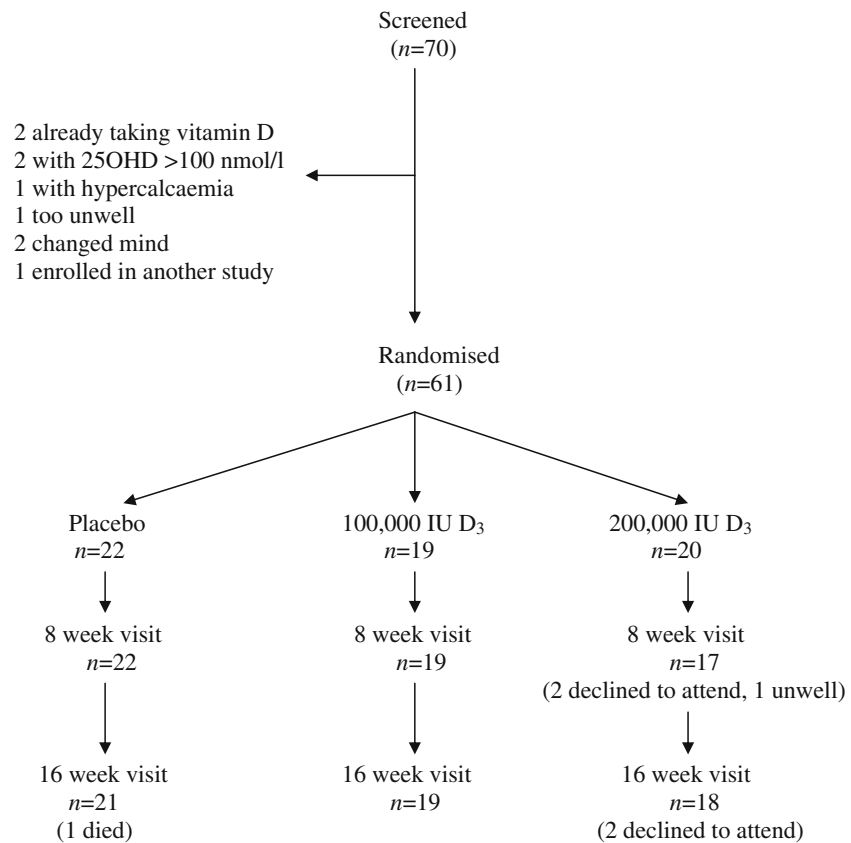 Screened
(n=70)
2 already taking vitamin D
2 with 25OHD >100 nmol/l
1 with hypercalcaemia
1 too unwell
2 changed mind
1 enrolled in another study
Randomised
(n=61)
Placebo
n=22
100,000 IU D₃
n=19
200,000 IU D₃
n=20
8 week visit
n=22
8 week visit
n=19
8 week visit
n=17
(2 declined to attend, 1 unwell)
16 week visit
n=21
(1 died)
16 week visit
n=19
16 week visit
n=18
(2 declined to attend)